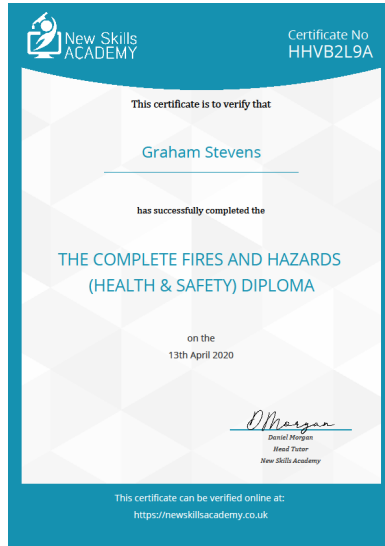 New Skills
ACADEMY
Certificate No
HHVB2L9A
This certificate is to verify that
Graham Stevens
has successfully completed the
THE COMPLETE FIRES AND HAZARDS
(HEALTH & SAFETY) DIPLOMA
on the
13th April 2020
DMorgan
Daniel Morgan
Head Tutor
New Skills Academy
This certificate can be verified online at:
https://newskillsacademy.co.uk